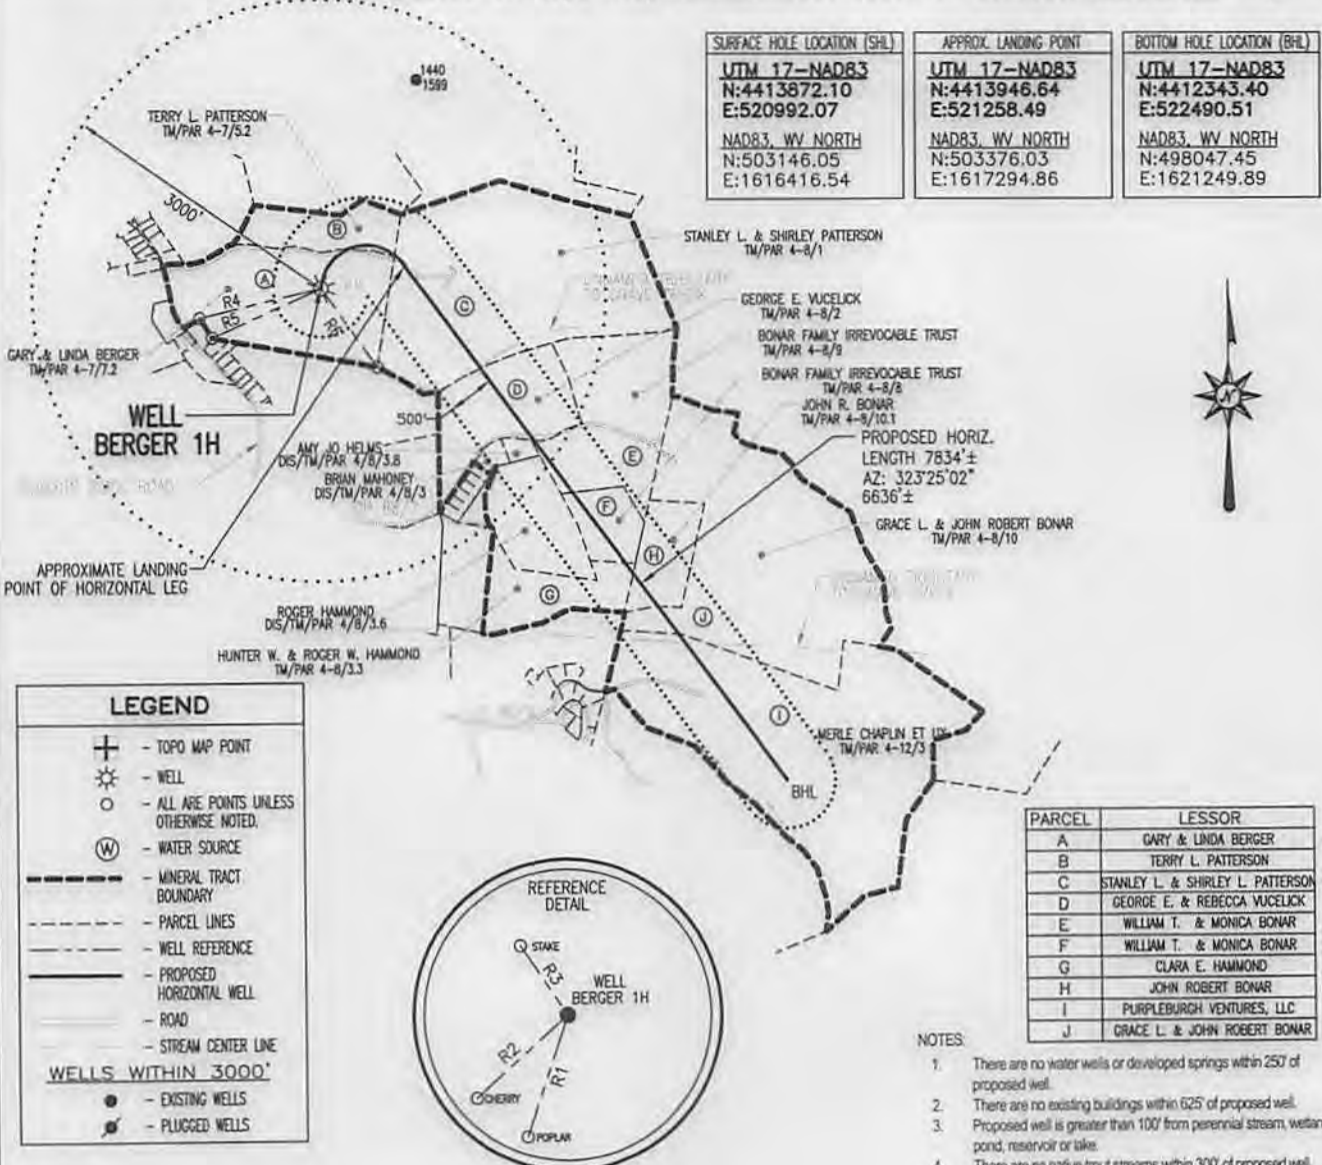 SURFACE HOLE LOCATION (SHL)
UTM 17-NAD83
N:4413872.10
E:520992.07
NAD83, WV NORTH
N:503146.05
E:1616416.54
APPROX. LANDING POINT
UTM 17-NAD83
N:4413946.64
E:521258.49
NAD83, WV NORTH
N:503376.03
E:1617294.86
BOTTOM HOLE LOCATION (BHL)
UTM 17-NAD83
N:4412343.40
E:522490.51
NAD83, WV NORTH
N:498047.45
E:1621249.89
1440
1599
TERRY L. PATTERSON
TM/PAR 4-7/5.2
3000'
B
A
C
D
E
F
H
G
J
I
R4
R5
STANLEY L. & SHIRLEY PATTERSON
TM/PAR 4-8/1
GEORGE E. VUCELICK
TM/PAR 4-8/2
BONAR FAMILY IRREVOCABLE TRUST
TM/PAR 4-8/9
BONAR FAMILY IRREVOCABLE TRUST
TM/PAR 4-8/8
JOHN R. BONAR
TM/PAR 4-8/10.1
PROPOSED HORIZ.
LENGTH 7834'±
AZ: 323°25'02"
6636'±
GRACE L. & JOHN ROBERT BONAR
TM/PAR 4-8/10
N
GARY & LINDA BERGER
TM/PAR 4-7/7.2
WELL
BERGER 1H
500'
AMY JO HELMS
DIS/TM/PAR 4/8/3.8
BRIAN MAHONEY
DIS/TM/PAR 4/8/3
APPROXIMATE LANDING
POINT OF HORIZONTAL LEG
ROGER HAMMOND
DIS/TM/PAR 4/8/3.6
HUNTER W. & ROGER W. HAMMOND
TM/PAR 4-8/3.3
MERLE CHAPLIN ET UX
TM/PAR 4-12/3
BHL
LEGEND
- TOPO MAP POINT
- WELL
- ALL ARE POINTS UNLESS
OTHERWISE NOTED.
W - WATER SOURCE
- MINERAL TRACT
BOUNDARY
- PARCEL LINES
- WELL REFERENCE
- PROPOSED
HORIZONTAL WELL
- ROAD
- STREAM CENTER LINE
WELLS WITHIN 3000'
- EXISTING WELLS
- PLUGGED WELLS
REFERENCE
DETAIL
STAKE
R3
WELL
BERGER 1H
R2
R1
CHERRY
POPLAR
PARCEL LESSOR
A GARY & LINDA BERGER
B TERRY L. PATTERSON
C STANLEY L. & SHIRLEY L. PATTERSON
D GEORGE E. & REBECCA VUCELICK
E WILLIAM T. & MONICA BONAR
F WILLIAM T. & MONICA BONAR
G CLARA E. HAMMOND
H JOHN ROBERT BONAR
I PURPLEBURGH VENTURES, LLC
J GRACE L. & JOHN ROBERT BONAR
NOTES:
1. There are no water wells or developed springs within 250' of
proposed well.
2. There are no existing buildings within 625' of proposed well.
3. Proposed well is greater than 100' from perennial stream, wetlan
pond, reservoir or lake.
4. There are no native trout streams within 300' of proposed well.